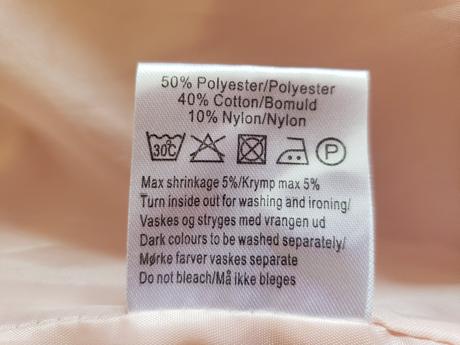 50% Polyester/Polyester
40% Cotton/Bomuld
10% Nylon/Nylon
30C P
Max shrinkage 5%/Krymp max 5%
Turn inside out for washing and ironing/
Vaskes og stryges med vrangen ud
Dark colours to be washed separately/
Mørke farver vaskes separate
Do not bleach/Må ikke bleges